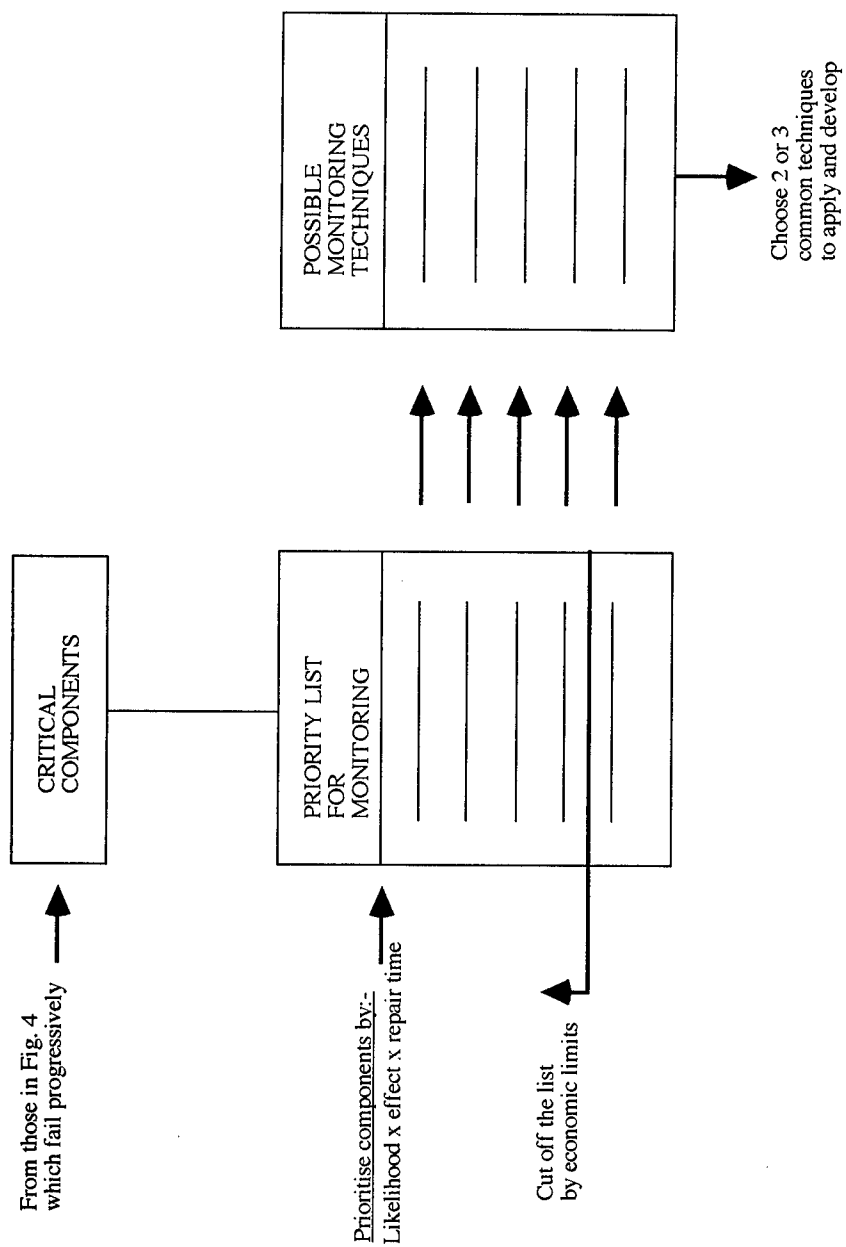 From those in Fig. 4
which fail progressively
CRITICAL
COMPONENTS
Prioritise components by:-
Likelihood x effect x repair time
PRIORITY LIST
FOR
MONITORING
Cut off the list
by economic limits
POSSIBLE
MONITORING
TECHNIQUES
Choose 2 or 3
common techniques
to apply and develop